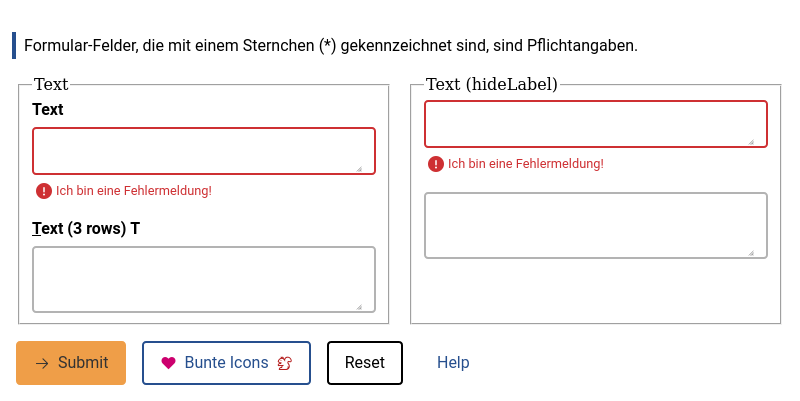 Formular-Felder, die mit einem Sternchen (*) gekennzeichnet sind, sind Pflichtangaben.
Text
Text
Ich bin eine Fehlermeldung!
Text (3 rows) T
Text (hideLabel)
Ich bin eine Fehlermeldung!
Submit
Bunte Icons
Reset
Help